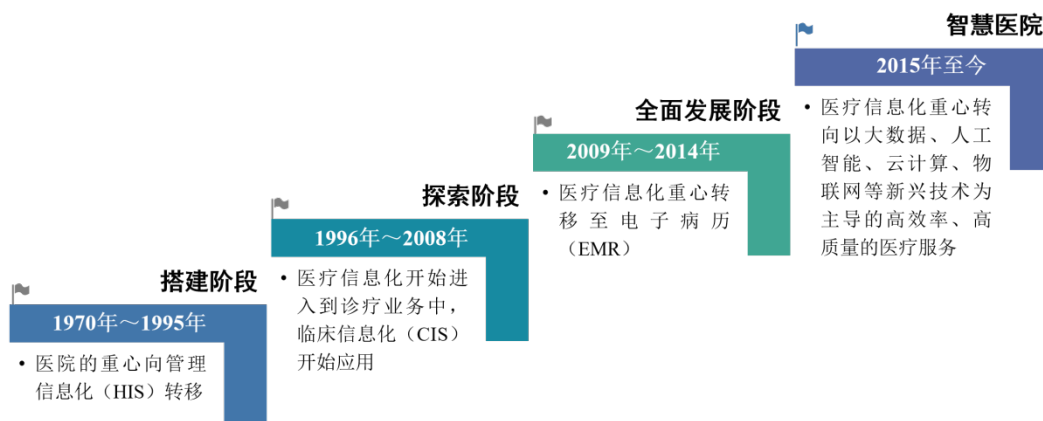 搭建阶段
1970年～1995年
• 医院的重心向管理
信息化（HIS）转移
探索阶段
1996年～2008年
• 医疗信息化开始进
入到诊疗业务中，
临床信息化（CIS）
开始应用
全面发展阶段
2009年～2014年
• 医疗信息化重心转
移至电子病历
（EMR）
智慧医院
2015年至今
• 医疗信息化重心转
向以大数据、人工
智能、云计算、物
联网等新兴技术为
主导的高效率、高
质量的医疗服务